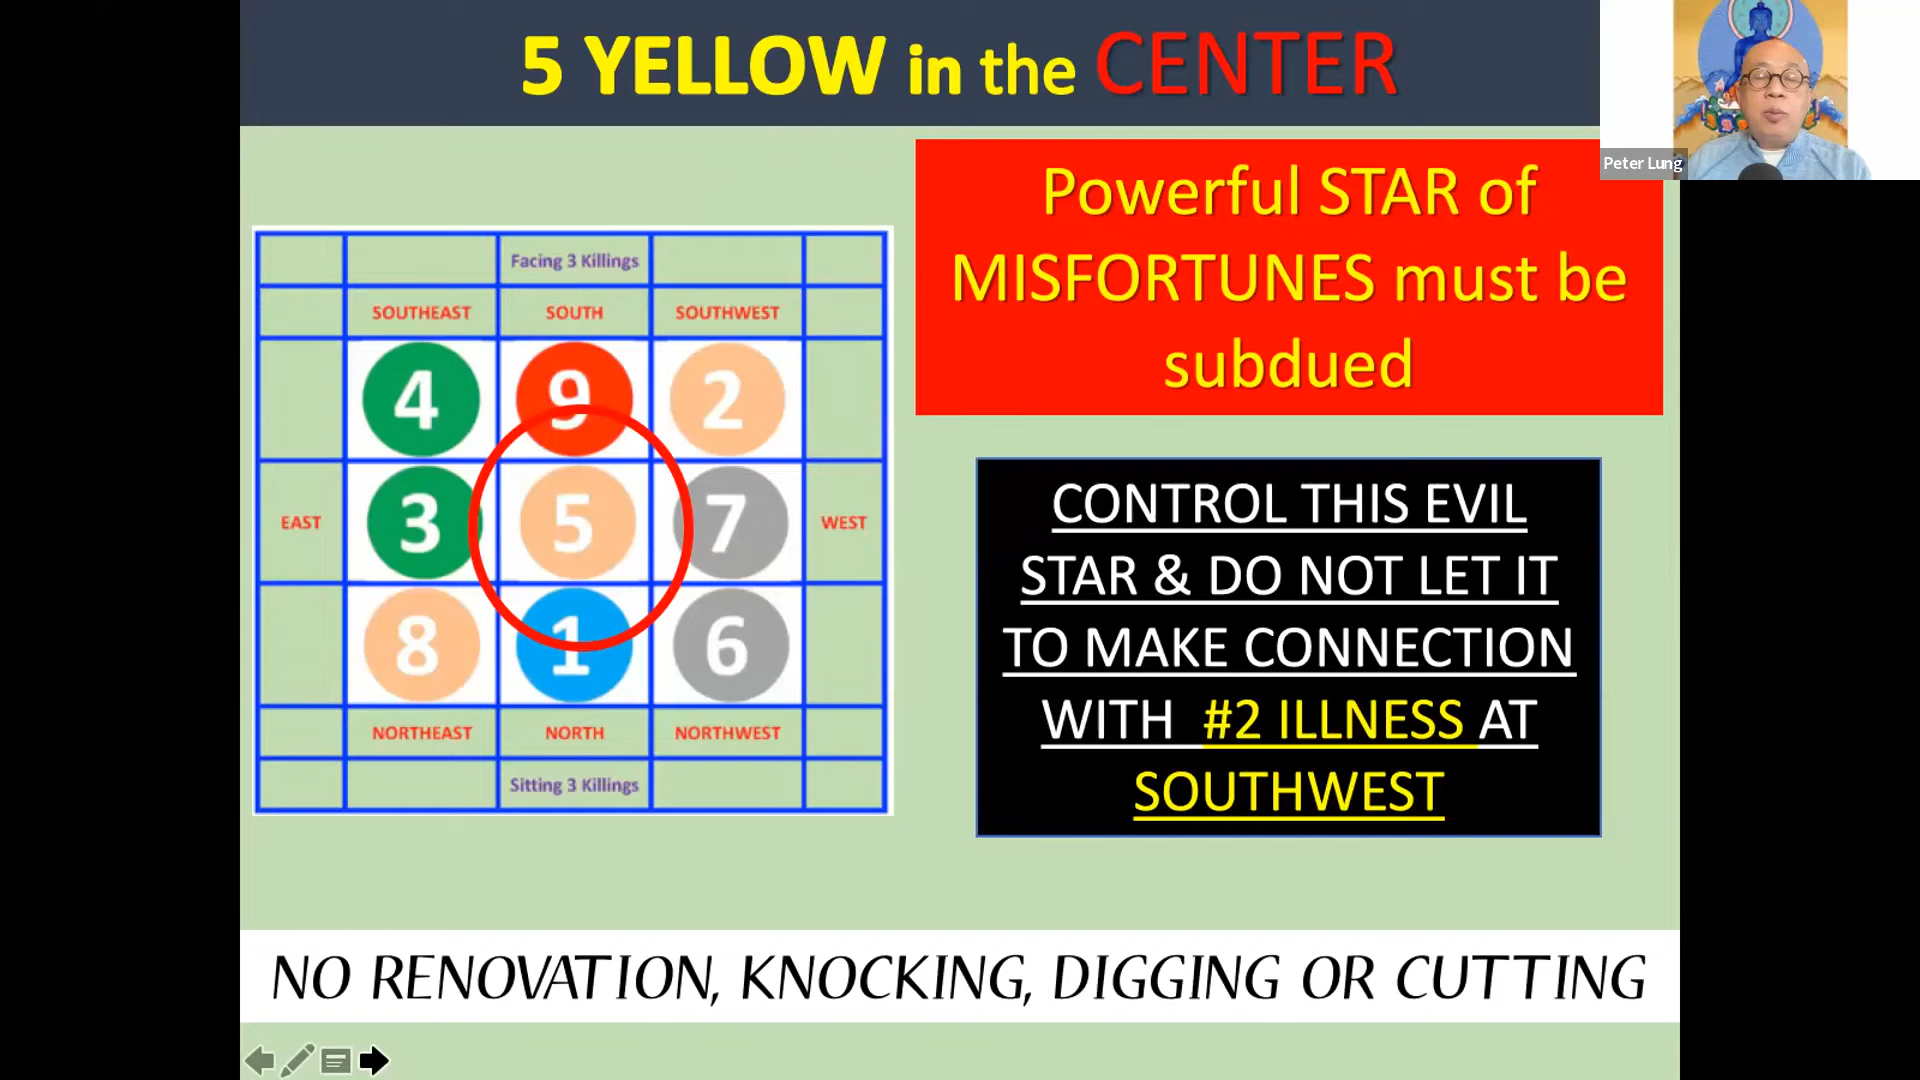 5 YELLOW in the CENTER
Peter Lung
Powerful STAR of
MISFORTUNES must be
subdued
Facing 3 Killings
SOUTHEAST SOUTH SOUTHWEST
4 9 2
EAST 3 5 7 WEST
8 1 6
NORTHEAST NORTH NORTHWEST
Sitting 3 Killings
CONTROL THIS EVIL
STAR & DO NOT LET IT
TO MAKE CONNECTION
WITH #2 ILLNESS AT
SOUTHWEST
NO RENOVATION, KNOCKING, DIGGING OR CUTTING